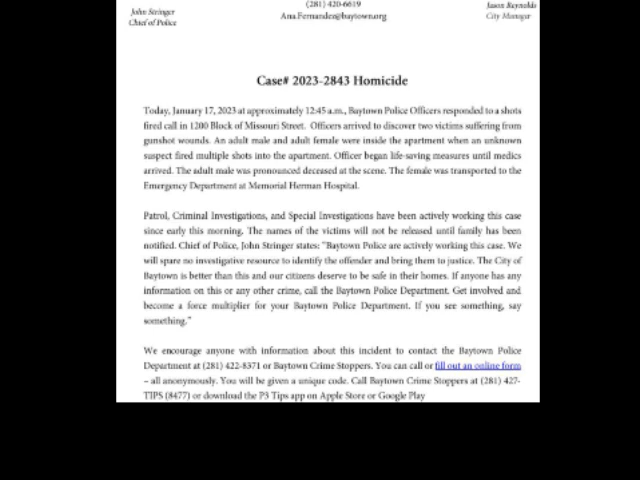 (281) 420-6619
John Stringer
Jason Reynolds
Ana.Fernandez@baytown.org
Chief of Police
City Manager
Case# 2023-2843 Homicide
Today, January 17, 2023 at approximately 12:45 a.m., Baytown Police Officers responded to a shots
fired call in 1200 Block of Missouri Street. Officers arrived to discover two victims suffering from
gunshot wounds. An adult male and adult female were inside the apartment when an unknown
suspect fired multiple shots into the apartment. Officer began life-saving measures until medics
arrived. The adult male was pronounced deceased at the scene. The female was transported to the
Emergency Department at Memorial Herman Hospital.
Patrol, Criminal Investigations, and Special Investigations have been actively working this case
since early this morning. The names of the victims will not be released until family has been
notified. Chief of Police, John Stringer states: "Baytown Police are actively working this case. We
will spare no investigative resource to identify the offender and bring them to justice. The City of
Baytown is better than this and our citizens deserve to be safe in their homes. If anyone has any
information on this or any other crime, call the Baytown Police Department. Get involved and
become a force multiplier for your Baytown Police Department. If you see something, say
something."
We encourage anyone with information about this incident to contact the Baytown Police
Department at (281) 422-8371 or Baytown Crime Stoppers. You can call or fill out an online form
– all anonymously. You will be given a unique code. Call Baytown Crime Stoppers at (281) 427-
TIPS (8477) or download the P3 Tips app on Apple Store or Google Play